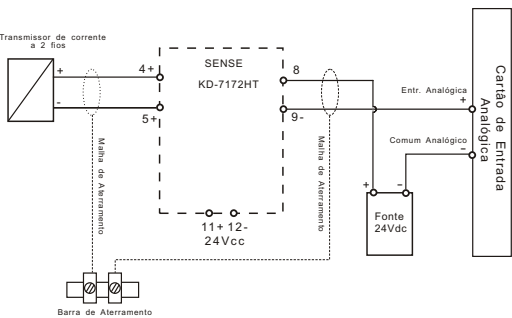 Transmissor de corrente
a 2 fios
+
-
4+
5+
SENSE
KD-7172HT
8
9-
11+ 12-
24Vcc
Malha de Aterramento
Malha de Aterramento
Barra de Aterramento
Entr. Analógica
+
Comum Analógico
-
+ -
Fonte
24Vdc
Cartão de Entrada
Analógica